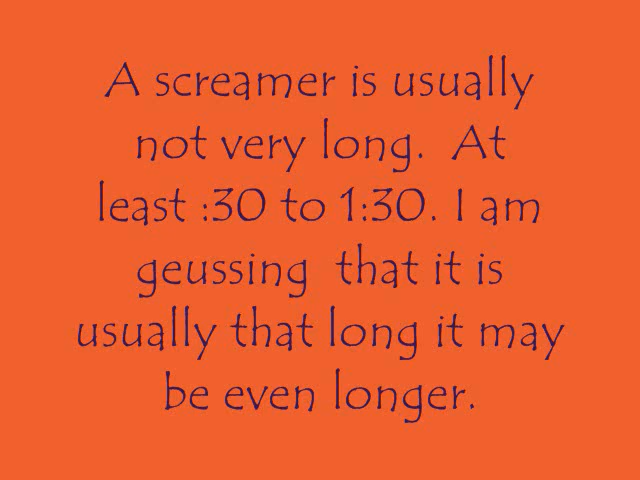 A screamer is usually
not very long.  At
least :30 to 1:30. I am
geussing  that it is
usually that long it may
be even longer.